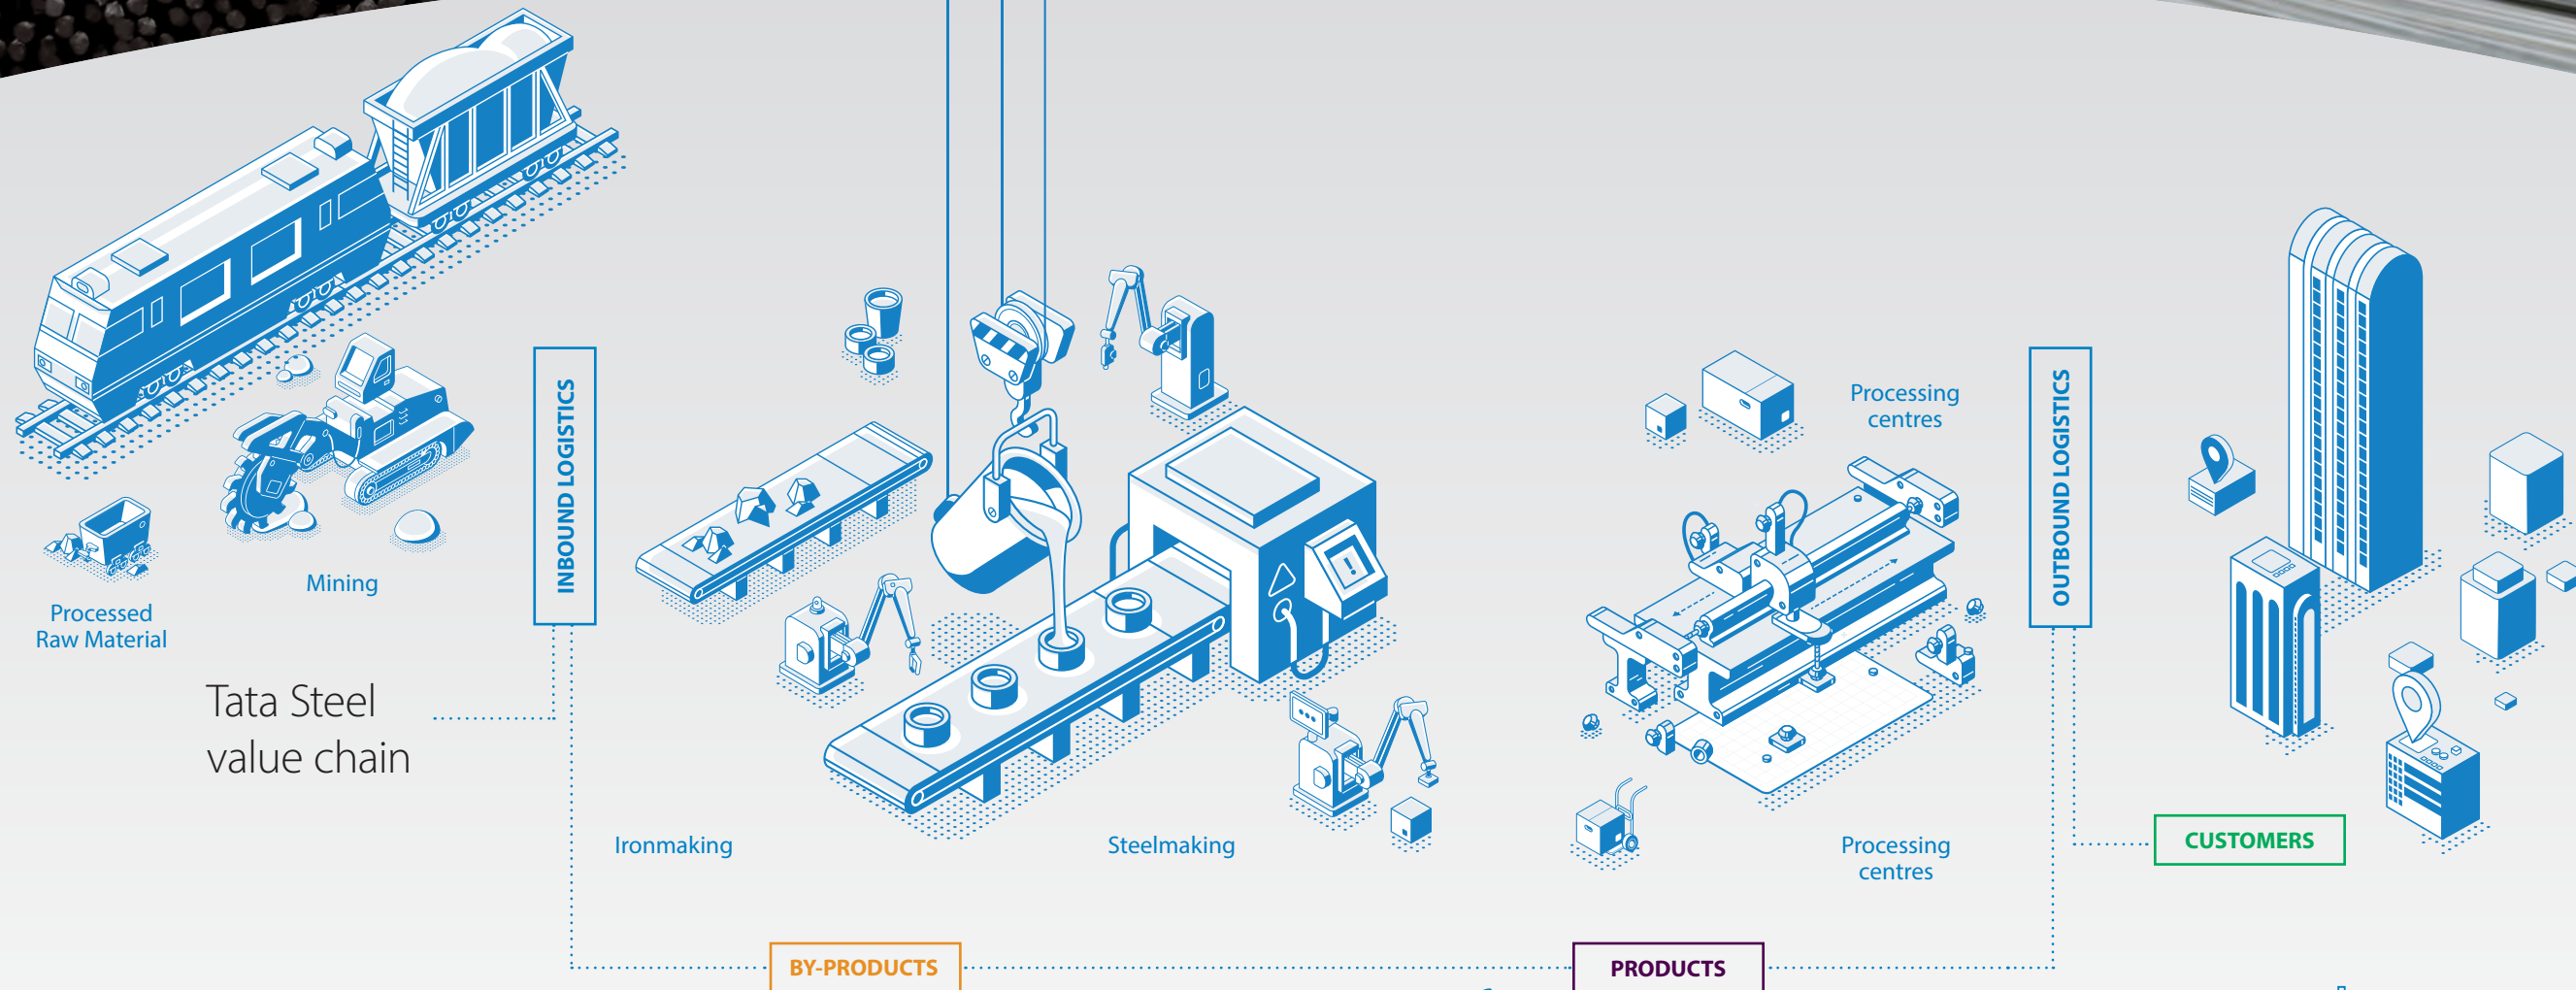 Processed
Raw Material
Mining
INBOUND LOGISTICS
Tata Steel
value chain
Ironmaking
Steelmaking
Processing
centres
Processing
centres
OUTBOUND LOGISTICS
CUSTOMERS
BY-PRODUCTS
PRODUCTS